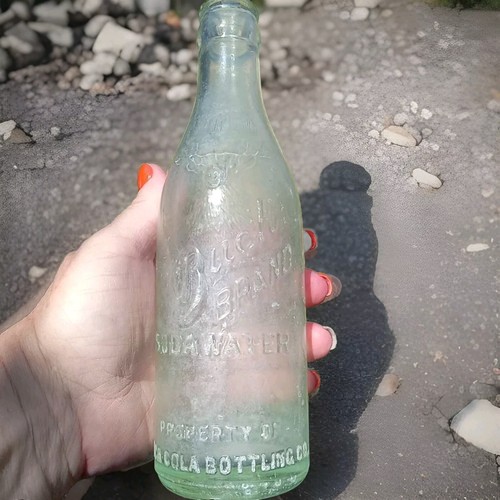 BRAND
SODA WATER
PROPERTY OF
A COLA BOTTLING CO.